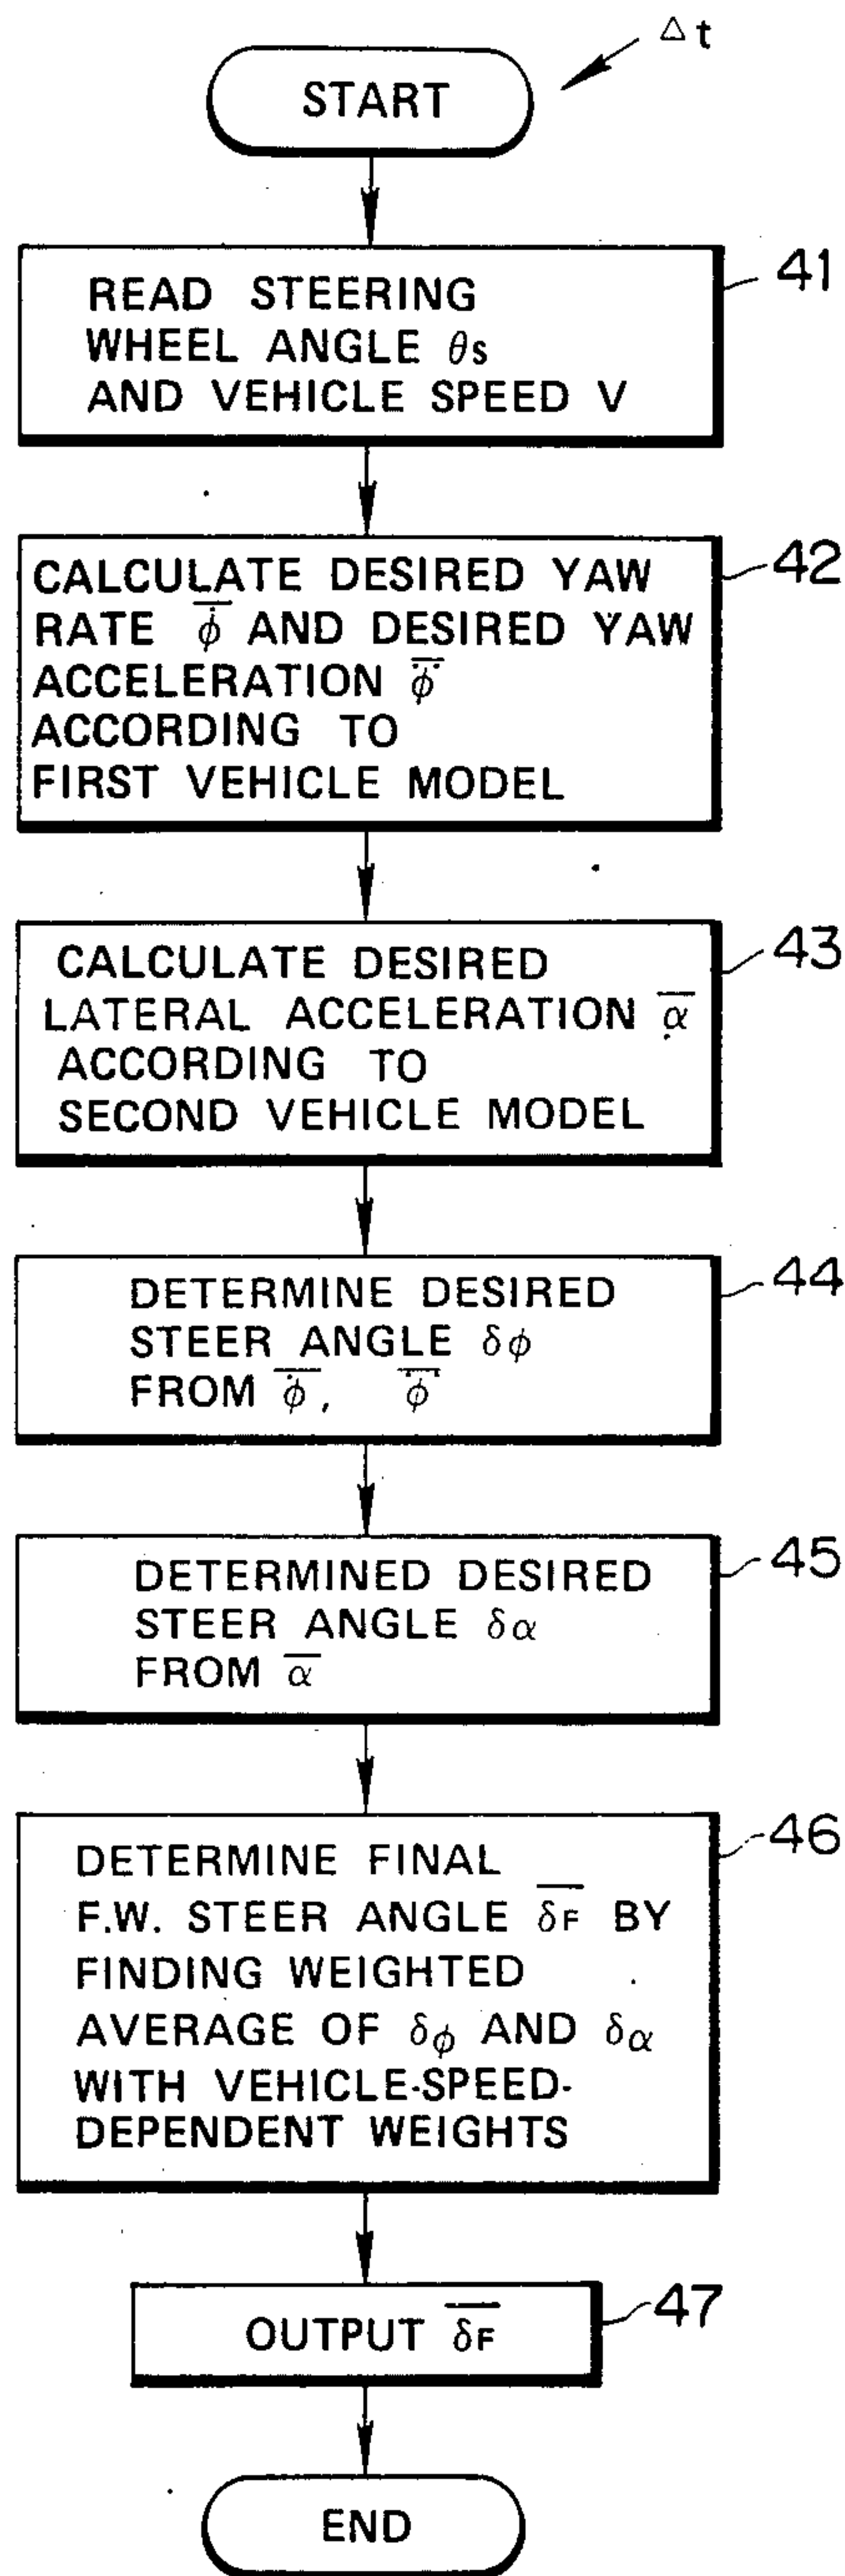 Δt
START
41
READ STEERING
WHEEL ANGLE θs
AND VEHICLE SPEED V
42
CALCULATE DESIRED YAW
RATE φ̇̅ AND DESIRED YAW
ACCELERATION φ̈̅
ACCORDING TO
FIRST VEHICLE MODEL
43
CALCULATE DESIRED
LATERAL ACCELERATION α̅
ACCORDING TO
SECOND VEHICLE MODEL
44
DETERMINE DESIRED
STEER ANGLE δφ
FROM φ̇̅, φ̈̅
45
DETERMINED DESIRED
STEER ANGLE δα
FROM α̅
46
DETERMINE FINAL
F.W. STEER ANGLE δ̅F̅ BY
FINDING WEIGHTED
AVERAGE OF δφ AND δα
WITH VEHICLE-SPEED-
DEPENDENT WEIGHTS
47
OUTPUT δ̅F̅
END